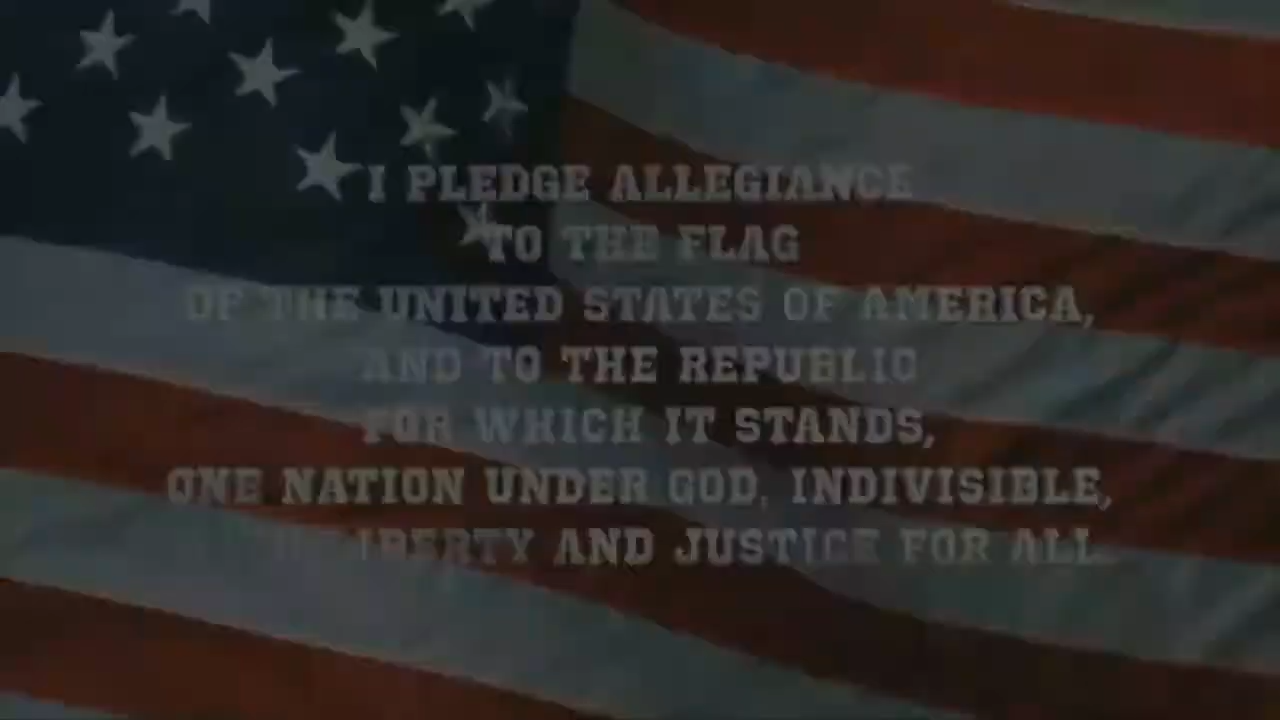 I PLEDGE ALLEGIANCE
TO THE FLAG
OF THE UNITED STATES OF AMERICA,
AND TO THE REPUBLIC
FOR WHICH IT STANDS,
ONE NATION UNDER GOD, INDIVISIBLE,
LIBERTY AND JUSTICE FOR ALL.